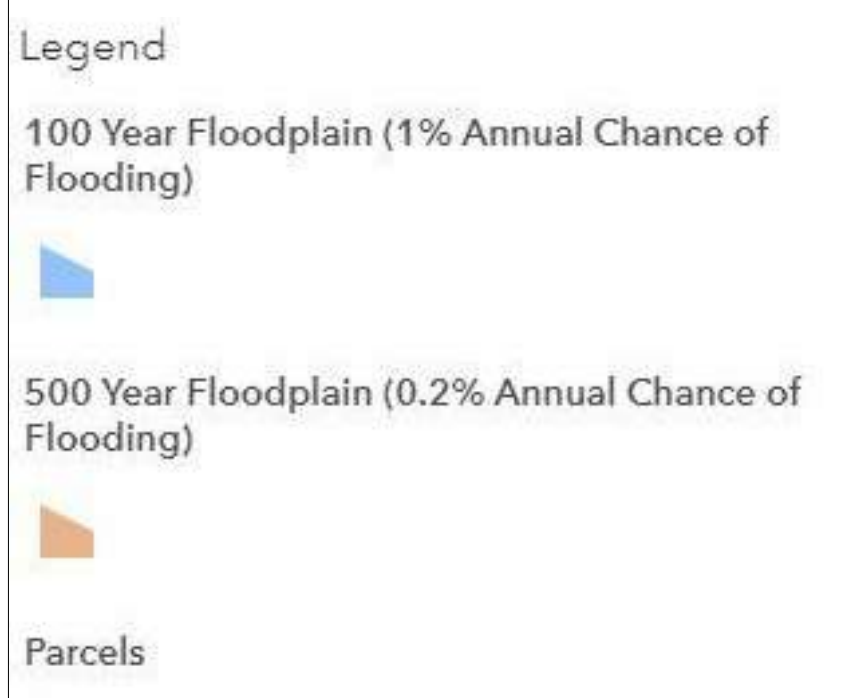 Legend
100 Year Floodplain (1% Annual Chance of
Flooding)
500 Year Floodplain (0.2% Annual Chance of
Flooding)
Parcels